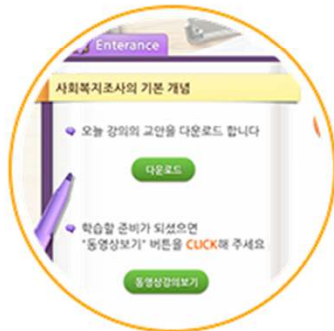 Enterance
사회복지조사의 기본 개념
오늘 강의의 교안을 다운로드 합니다
다운로드
학습할 준비가 되셨으면
"동영상보기" 버튼을 CLICK해 주세요
동영상강의보기